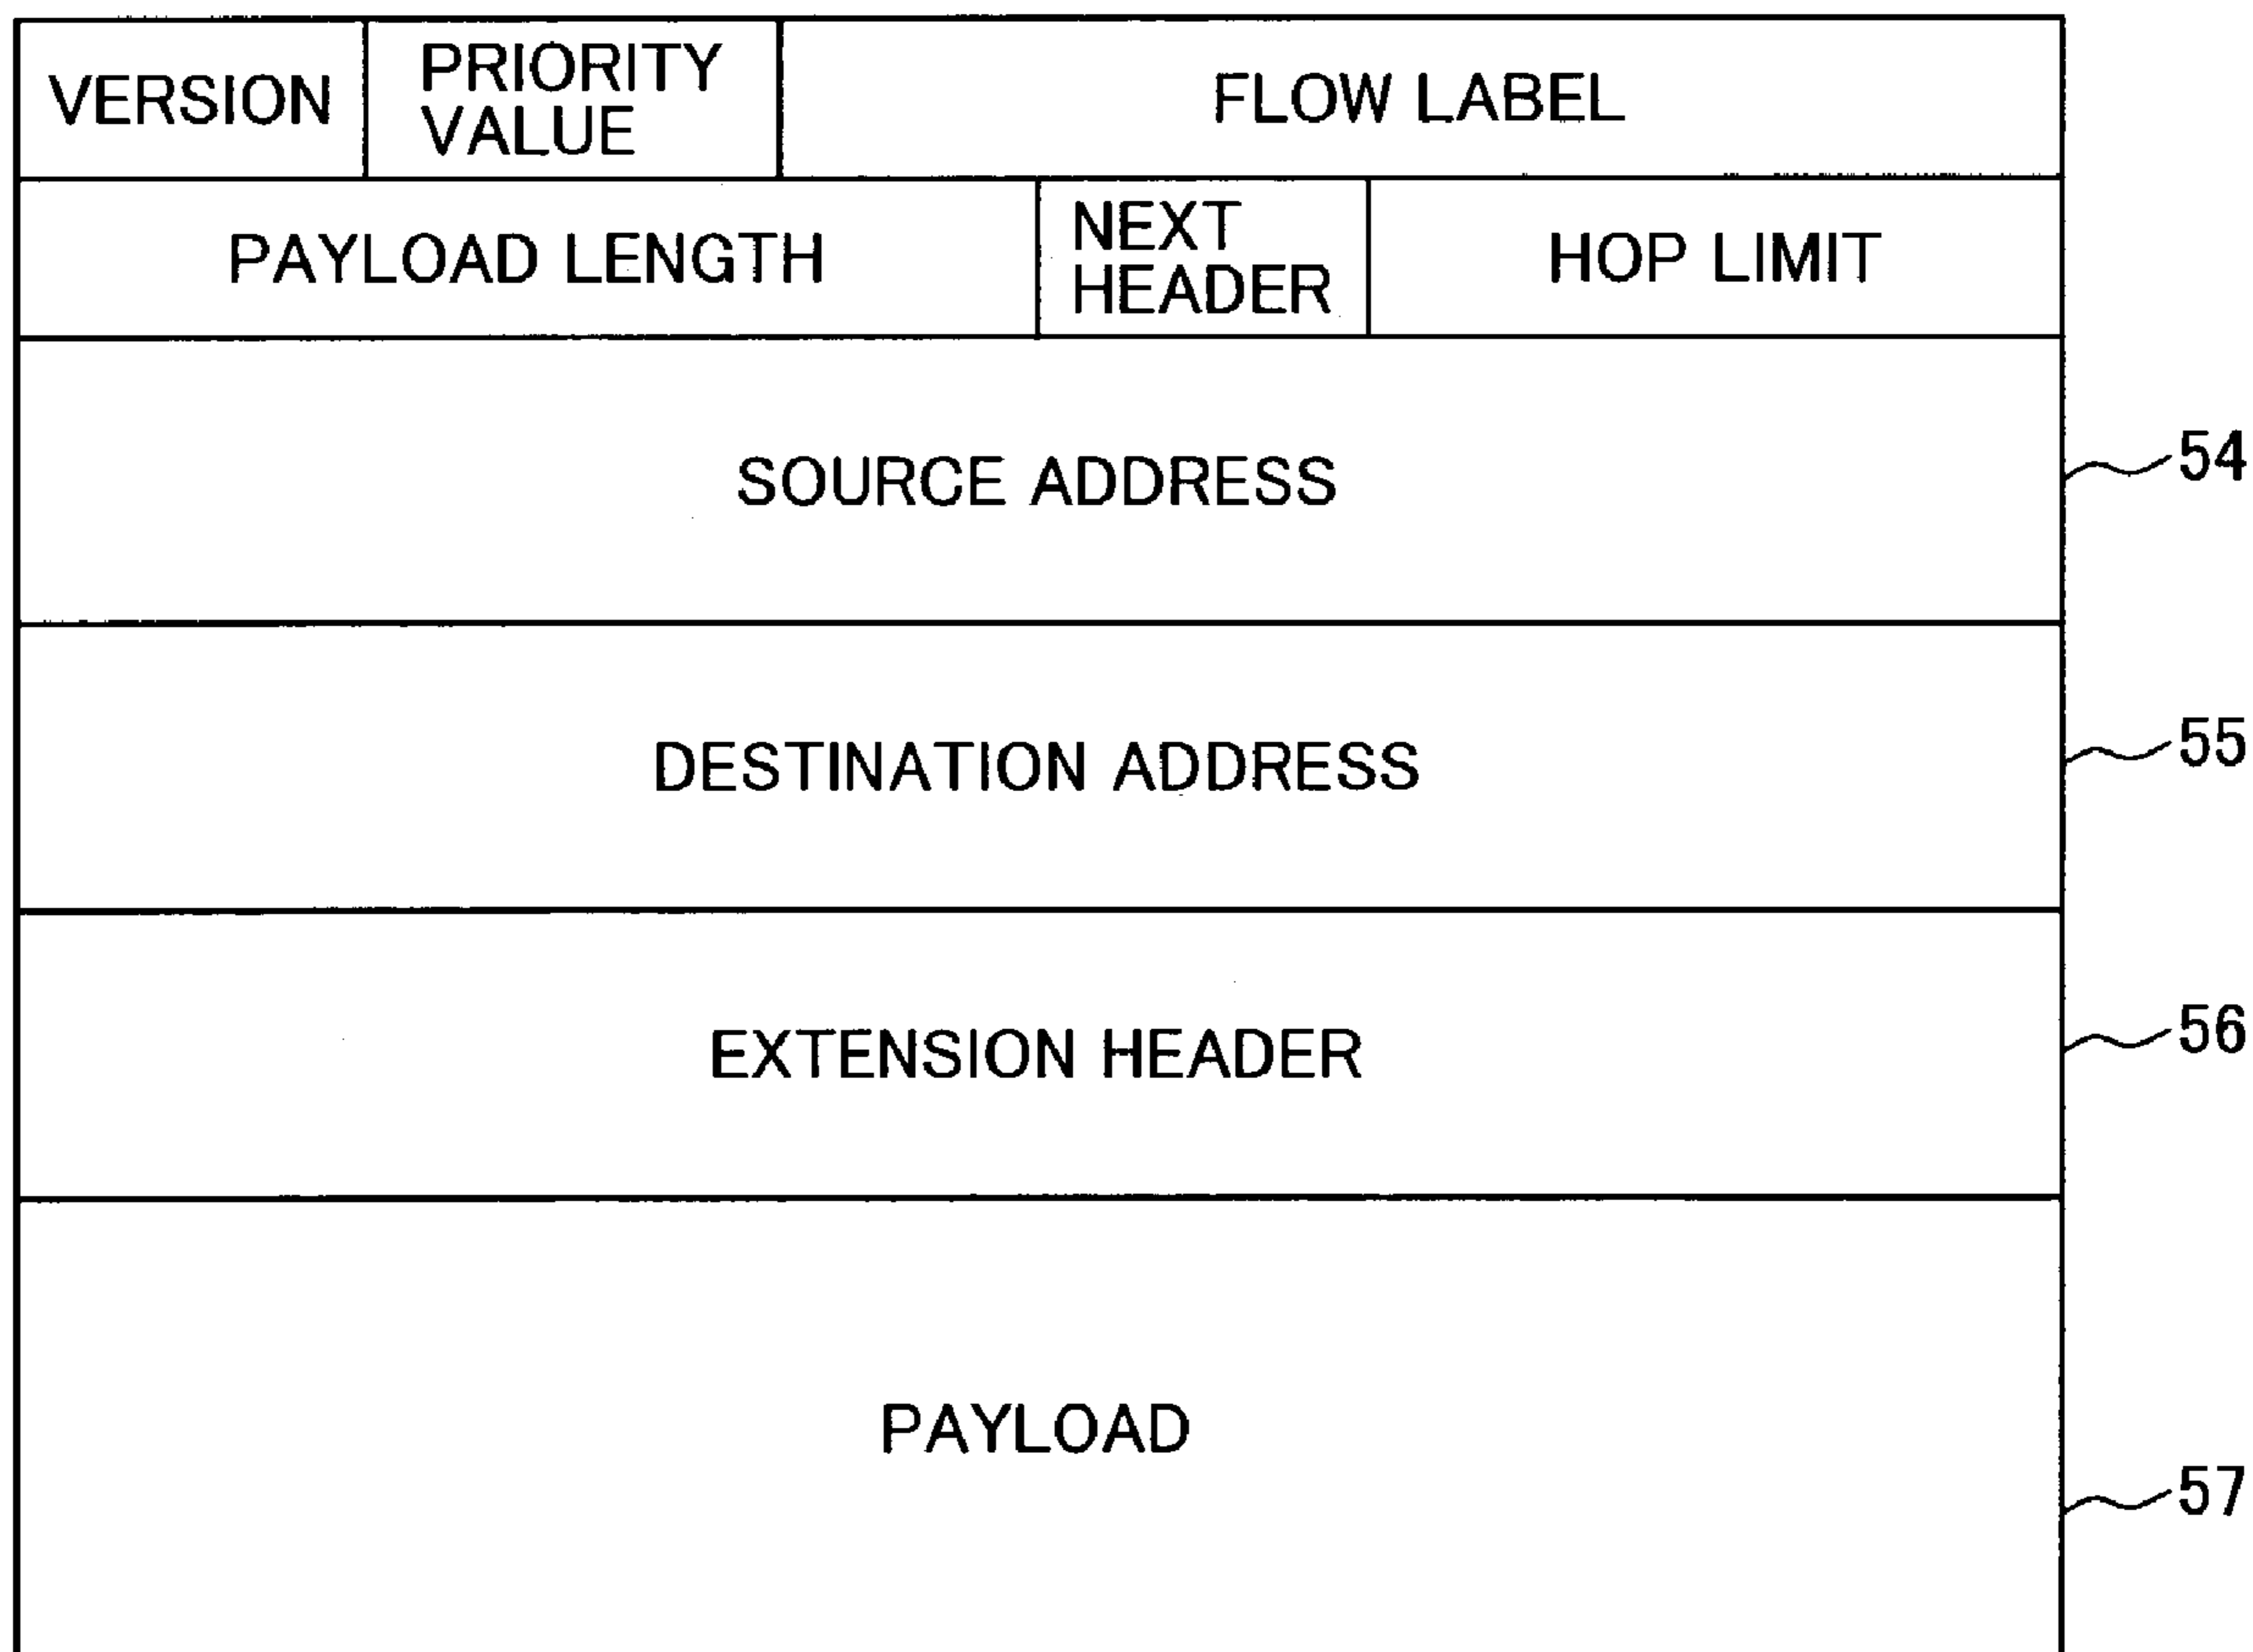 VERSION
PRIORITY
VALUE
FLOW LABEL
PAYLOAD LENGTH
NEXT
HEADER
HOP LIMIT
SOURCE ADDRESS
54
DESTINATION ADDRESS
55
EXTENSION HEADER
56
PAYLOAD
57